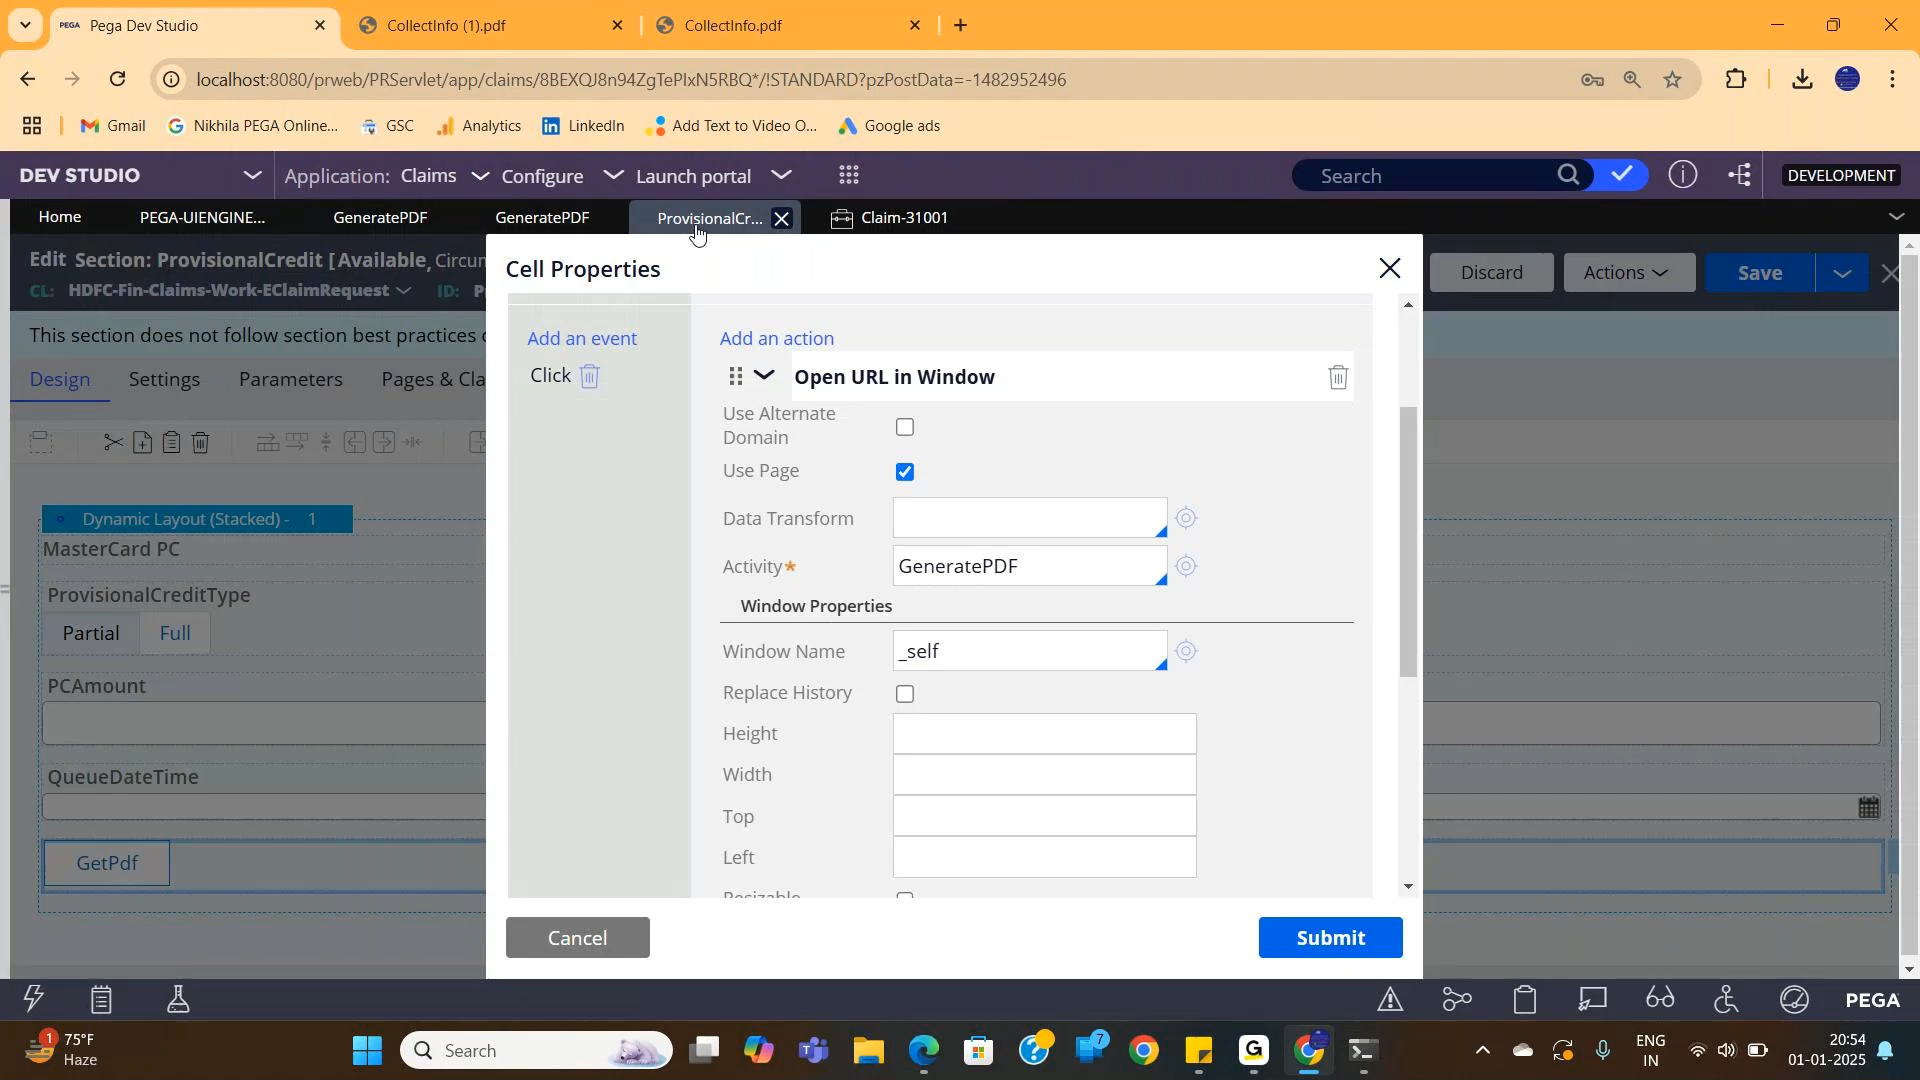 PEGA Pega Dev Studio
CollectInfo (1).pdf
CollectInfo.pdf
localhost:8080/prweb/PRServlet/app/claims/8BEXQJ8n94ZgTePIxN5RBQ*/!STANDARD?pzPostData=-1482952496
Gmail
Nikhila PEGA Online...
GSC
Analytics
LinkedIn
Add Text to Video O...
Google ads
DEV STUDIO
Application: Claims
Configure
Launch portal
Search
DEVELOPMENT
Home
PEGA-UIENGINE...
GeneratePDF
GeneratePDF
ProvisionalCr...
Claim-31001
Edit Section: ProvisionalCredit [Available, Circum
CL: HDFC-Fin-Claims-Work-EClaimRequest ID:
Discard
Actions
Save
This section does not follow section best practices
Design
Settings
Parameters
Pages & Cla
Dynamic Layout (Stacked) - 1
MasterCard PC
ProvisionalCreditType
Partial
Full
PCAmount
QueueDateTime
GetPdf
Cell Properties
Add an event
Add an action
Click
Open URL in Window
Use Alternate
Domain
Use Page
Data Transform
Activity* GeneratePDF
Window Properties
Window Name _self
Replace History
Height
Width
Top
Left
Resizable
Cancel
Submit
PEGA
1
75°F
Haze
Search
7
ENG
IN
20:54
01-01-2025